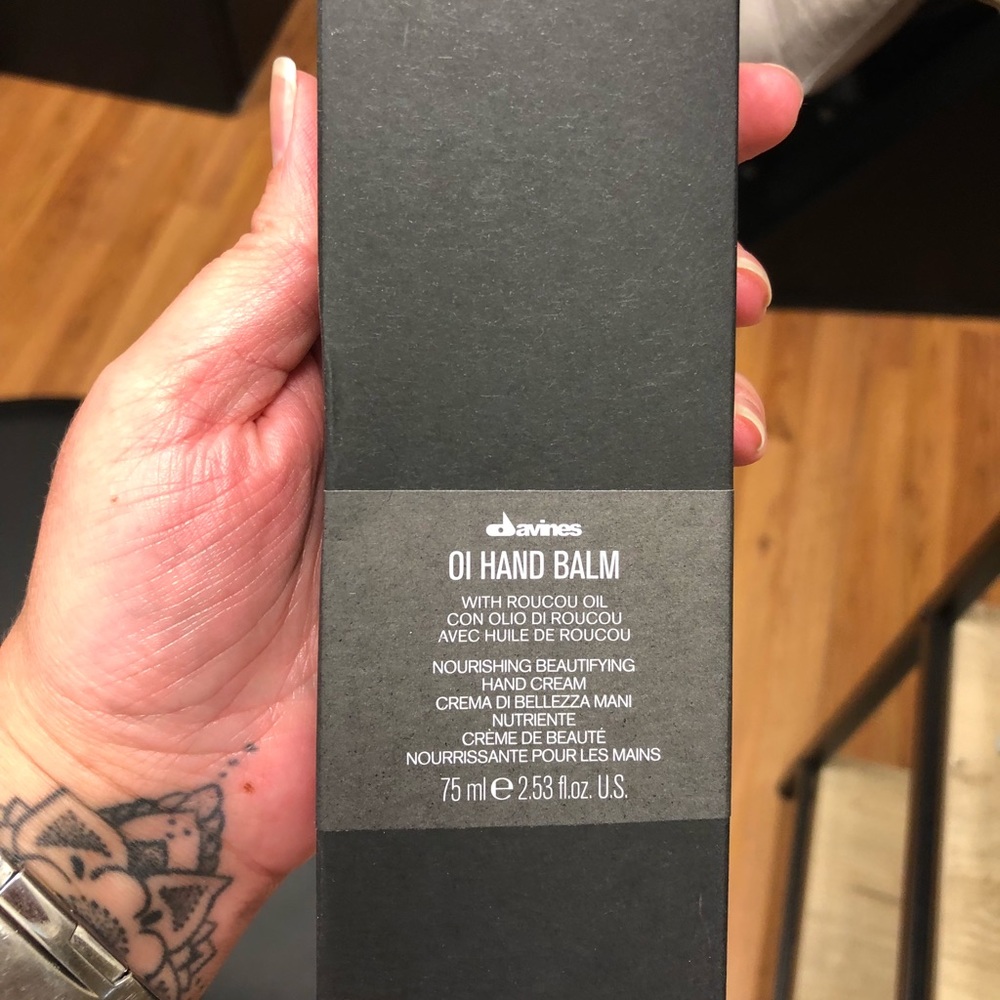 davines
OI HAND BALM
WITH ROUCOU OIL
CON OLIO DI ROUCOU
AVEC HUILE DE ROUCOU
NOURISHING BEAUTIFYING
HAND CREAM
CREMA DI BELLEZZA MANI
NUTRIENTE
CRÈME DE BEAUTÉ
NOURRISSANTE POUR LES MAINS
75 ml ℮ 2.53 fl.oz. U.S.